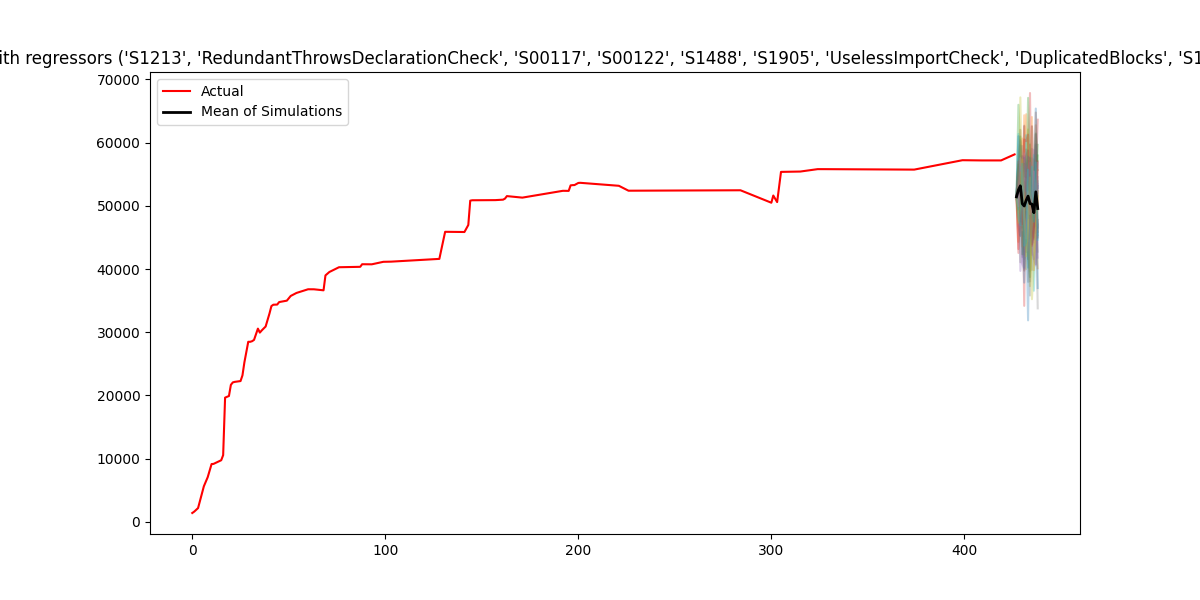 ith regressors ('S1213', 'RedundantThrowsDeclarationCheck', 'S00117', 'S00122', 'S1488', 'S1905', 'UselessImportCheck', 'DuplicatedBlocks', 'S1
Actual
Mean of Simulations
70000
60000
50000
40000
30000
20000
10000
0
0 100 200 300 400